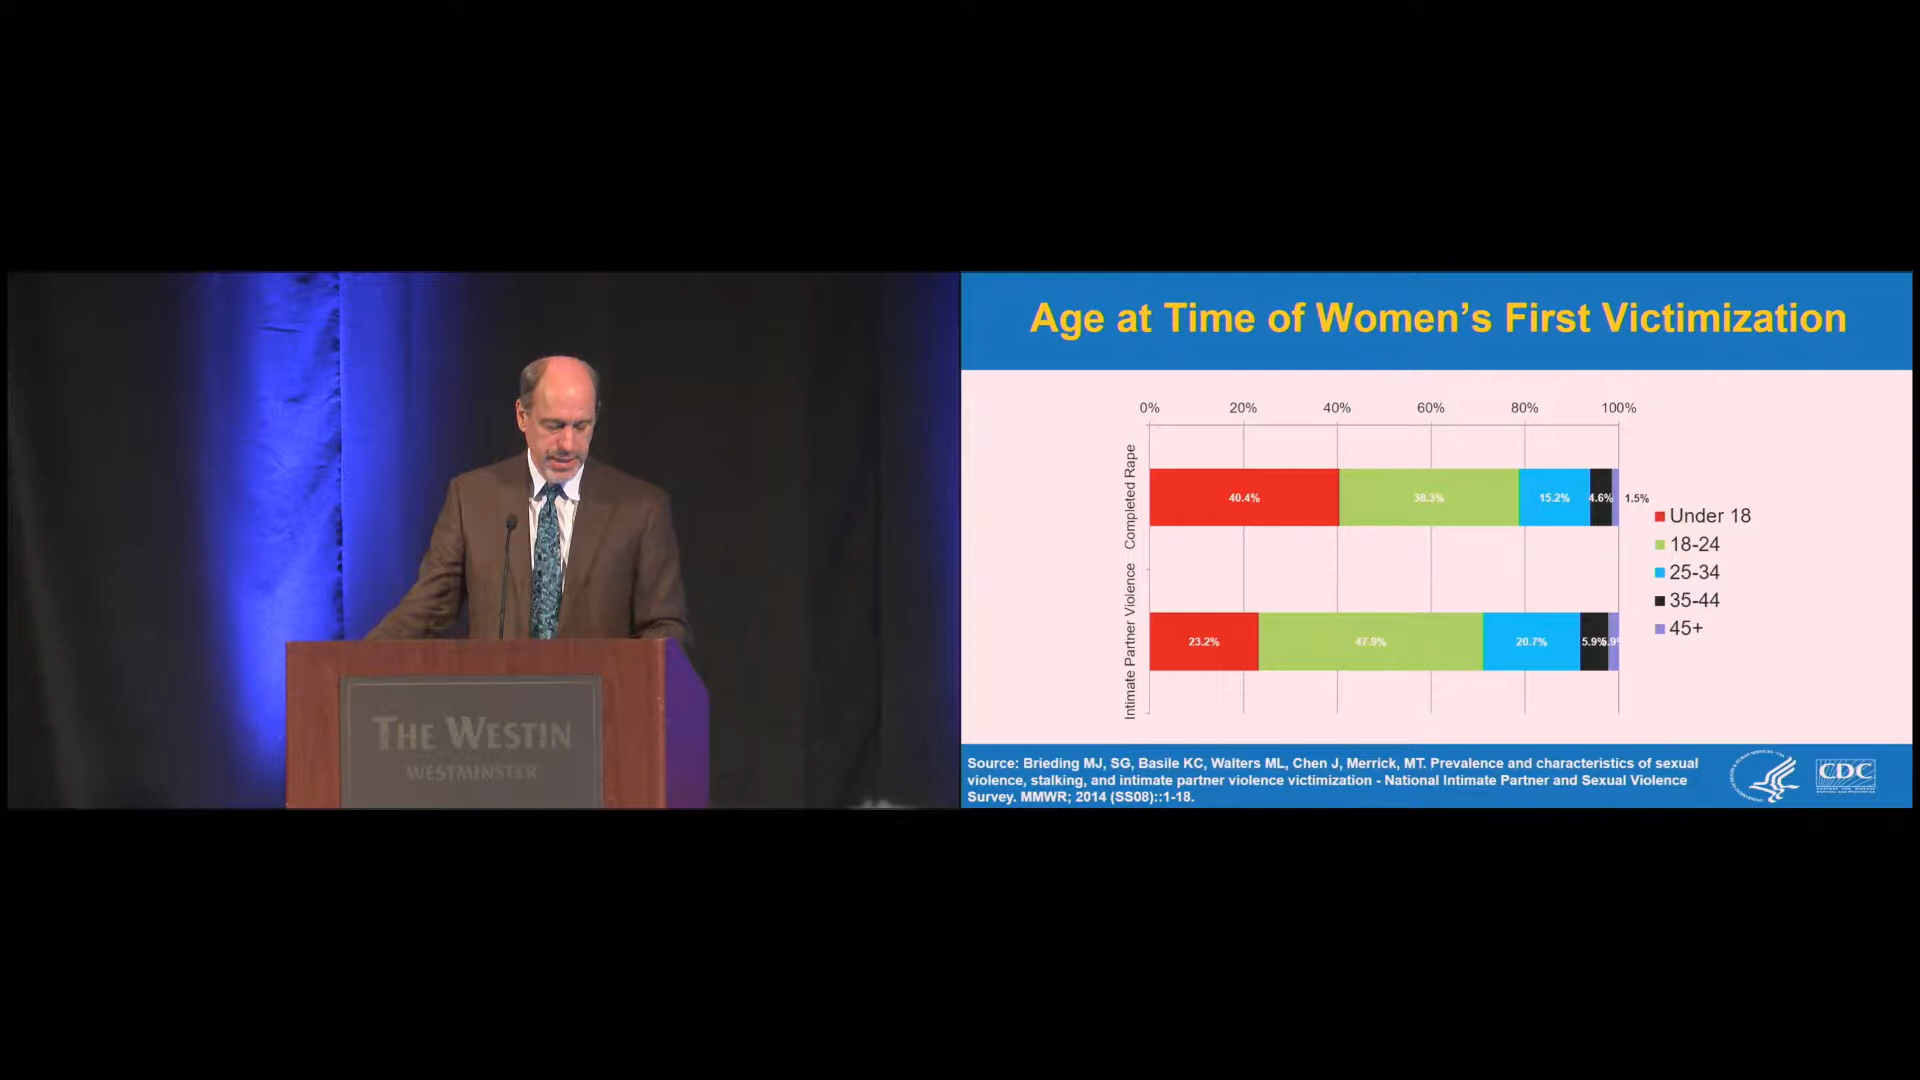 THE WESTIN
WESTMINSTER
Age at Time of Women’s First Victimization
0% 20% 40% 60% 80% 100%
Completed Rape
40.4% 38.3% 15.2% 4.6% 1.5%
Intimate Partner Violence
23.2% 47.9% 20.7% 5.9%
Under 18
18-24
25-34
35-44
45+
Source: Brieding MJ, SG, Basile KC, Walters ML, Chen J, Merrick, MT. Prevalence and characteristics of sexual
violence, stalking, and intimate partner violence victimization - National Intimate Partner and Sexual Violence
Survey. MMWR; 2014 (SS08)::1-18.
CDC